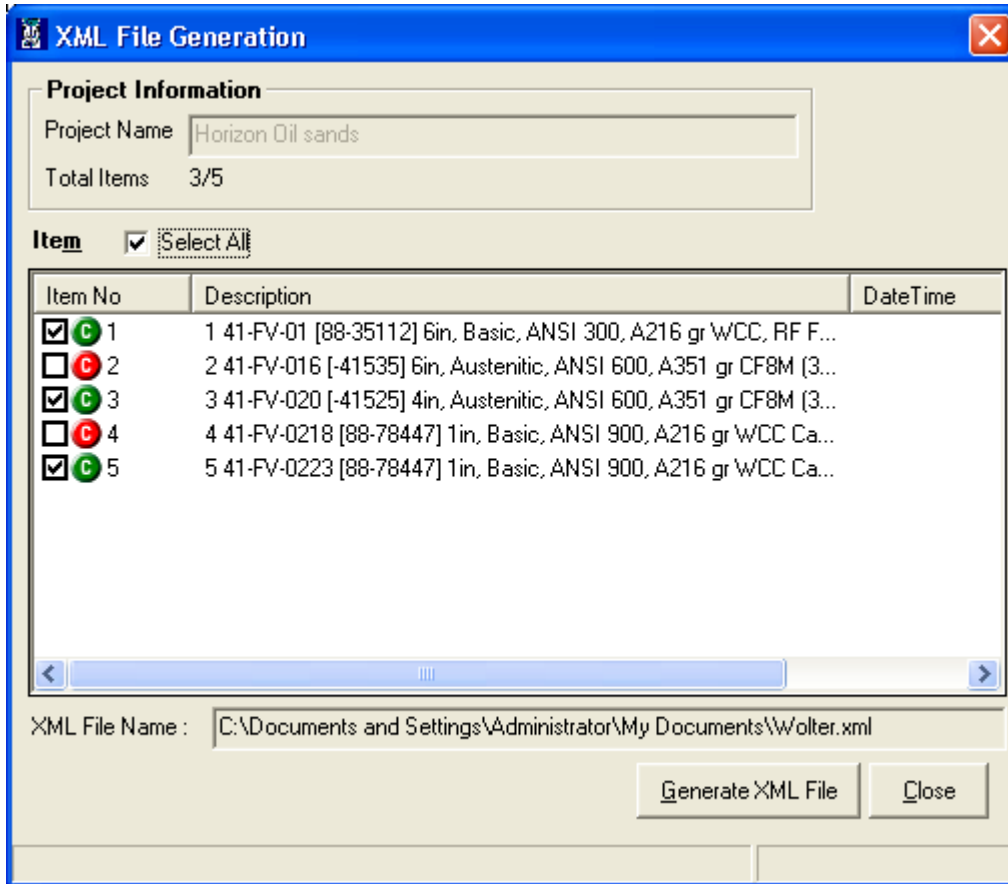 XML File Generation
Project Information
Project Name Horizon Oil sands
Total Items 3/5
Item Select All
Item No Description DateTime
C 1 1 41-FV-01 [88-35112] 6in, Basic, ANSI 300, A216 gr WCC, RF F...
C 2 2 41-FV-016 [-41535] 6in, Austenitic, ANSI 600, A351 gr CF8M (3...
C 3 3 41-FV-020 [-41525] 4in, Austenitic, ANSI 600, A351 gr CF8M (3...
C 4 4 41-FV-0218 [88-78447] 1in, Basic, ANSI 900, A216 gr WCC Ca...
C 5 5 41-FV-0223 [88-78447] 1in, Basic, ANSI 900, A216 gr WCC Ca...
XML File Name : C:\Documents and Settings\Administrator\My Documents\Wolter.xml
Generate XML File Close